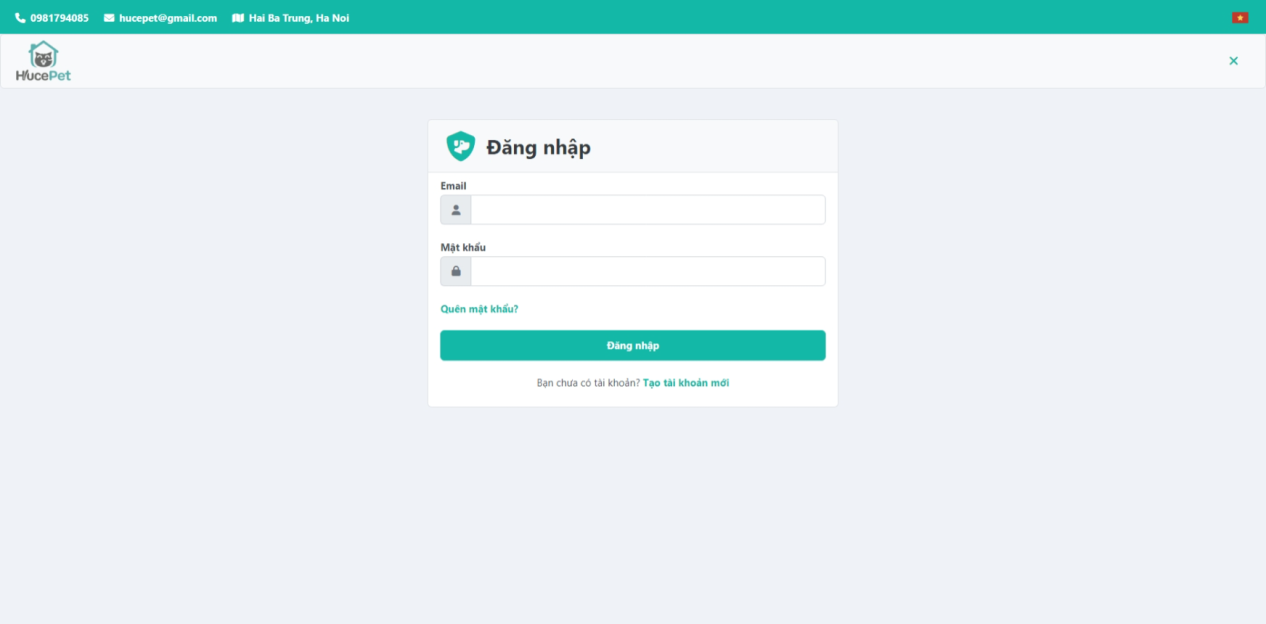 0981794085 hucepet@gmail.com Hai Ba Trung, Ha Noi
HucePet
Đăng nhập
Email
Mật khẩu
Quên mật khẩu?
Đăng nhập
Bạn chưa có tài khoản? Tạo tài khoản mới